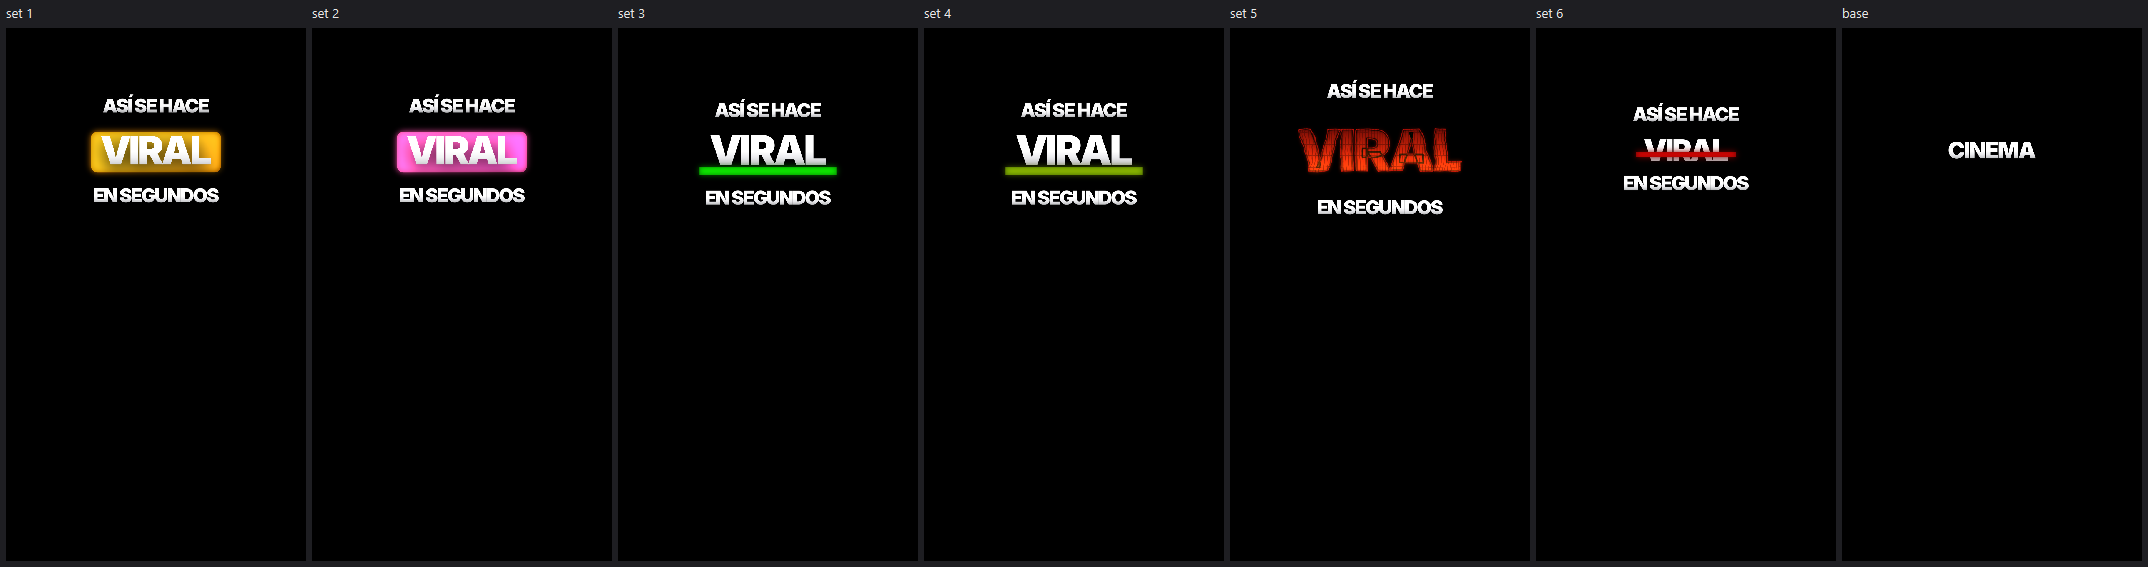 set 1
ASÍ SE HACE
VIRAL
EN SEGUNDOS
set 2
ASÍ SE HACE
VIRAL
EN SEGUNDOS
set 3
ASÍ SE HACE
VIRAL
EN SEGUNDOS
set 4
ASÍ SE HACE
VIRAL
EN SEGUNDOS
set 5
ASÍ SE HACE
VIRAL
EN SEGUNDOS
set 6
ASÍ SE HACE
VIRAL
EN SEGUNDOS
base
CINEMA